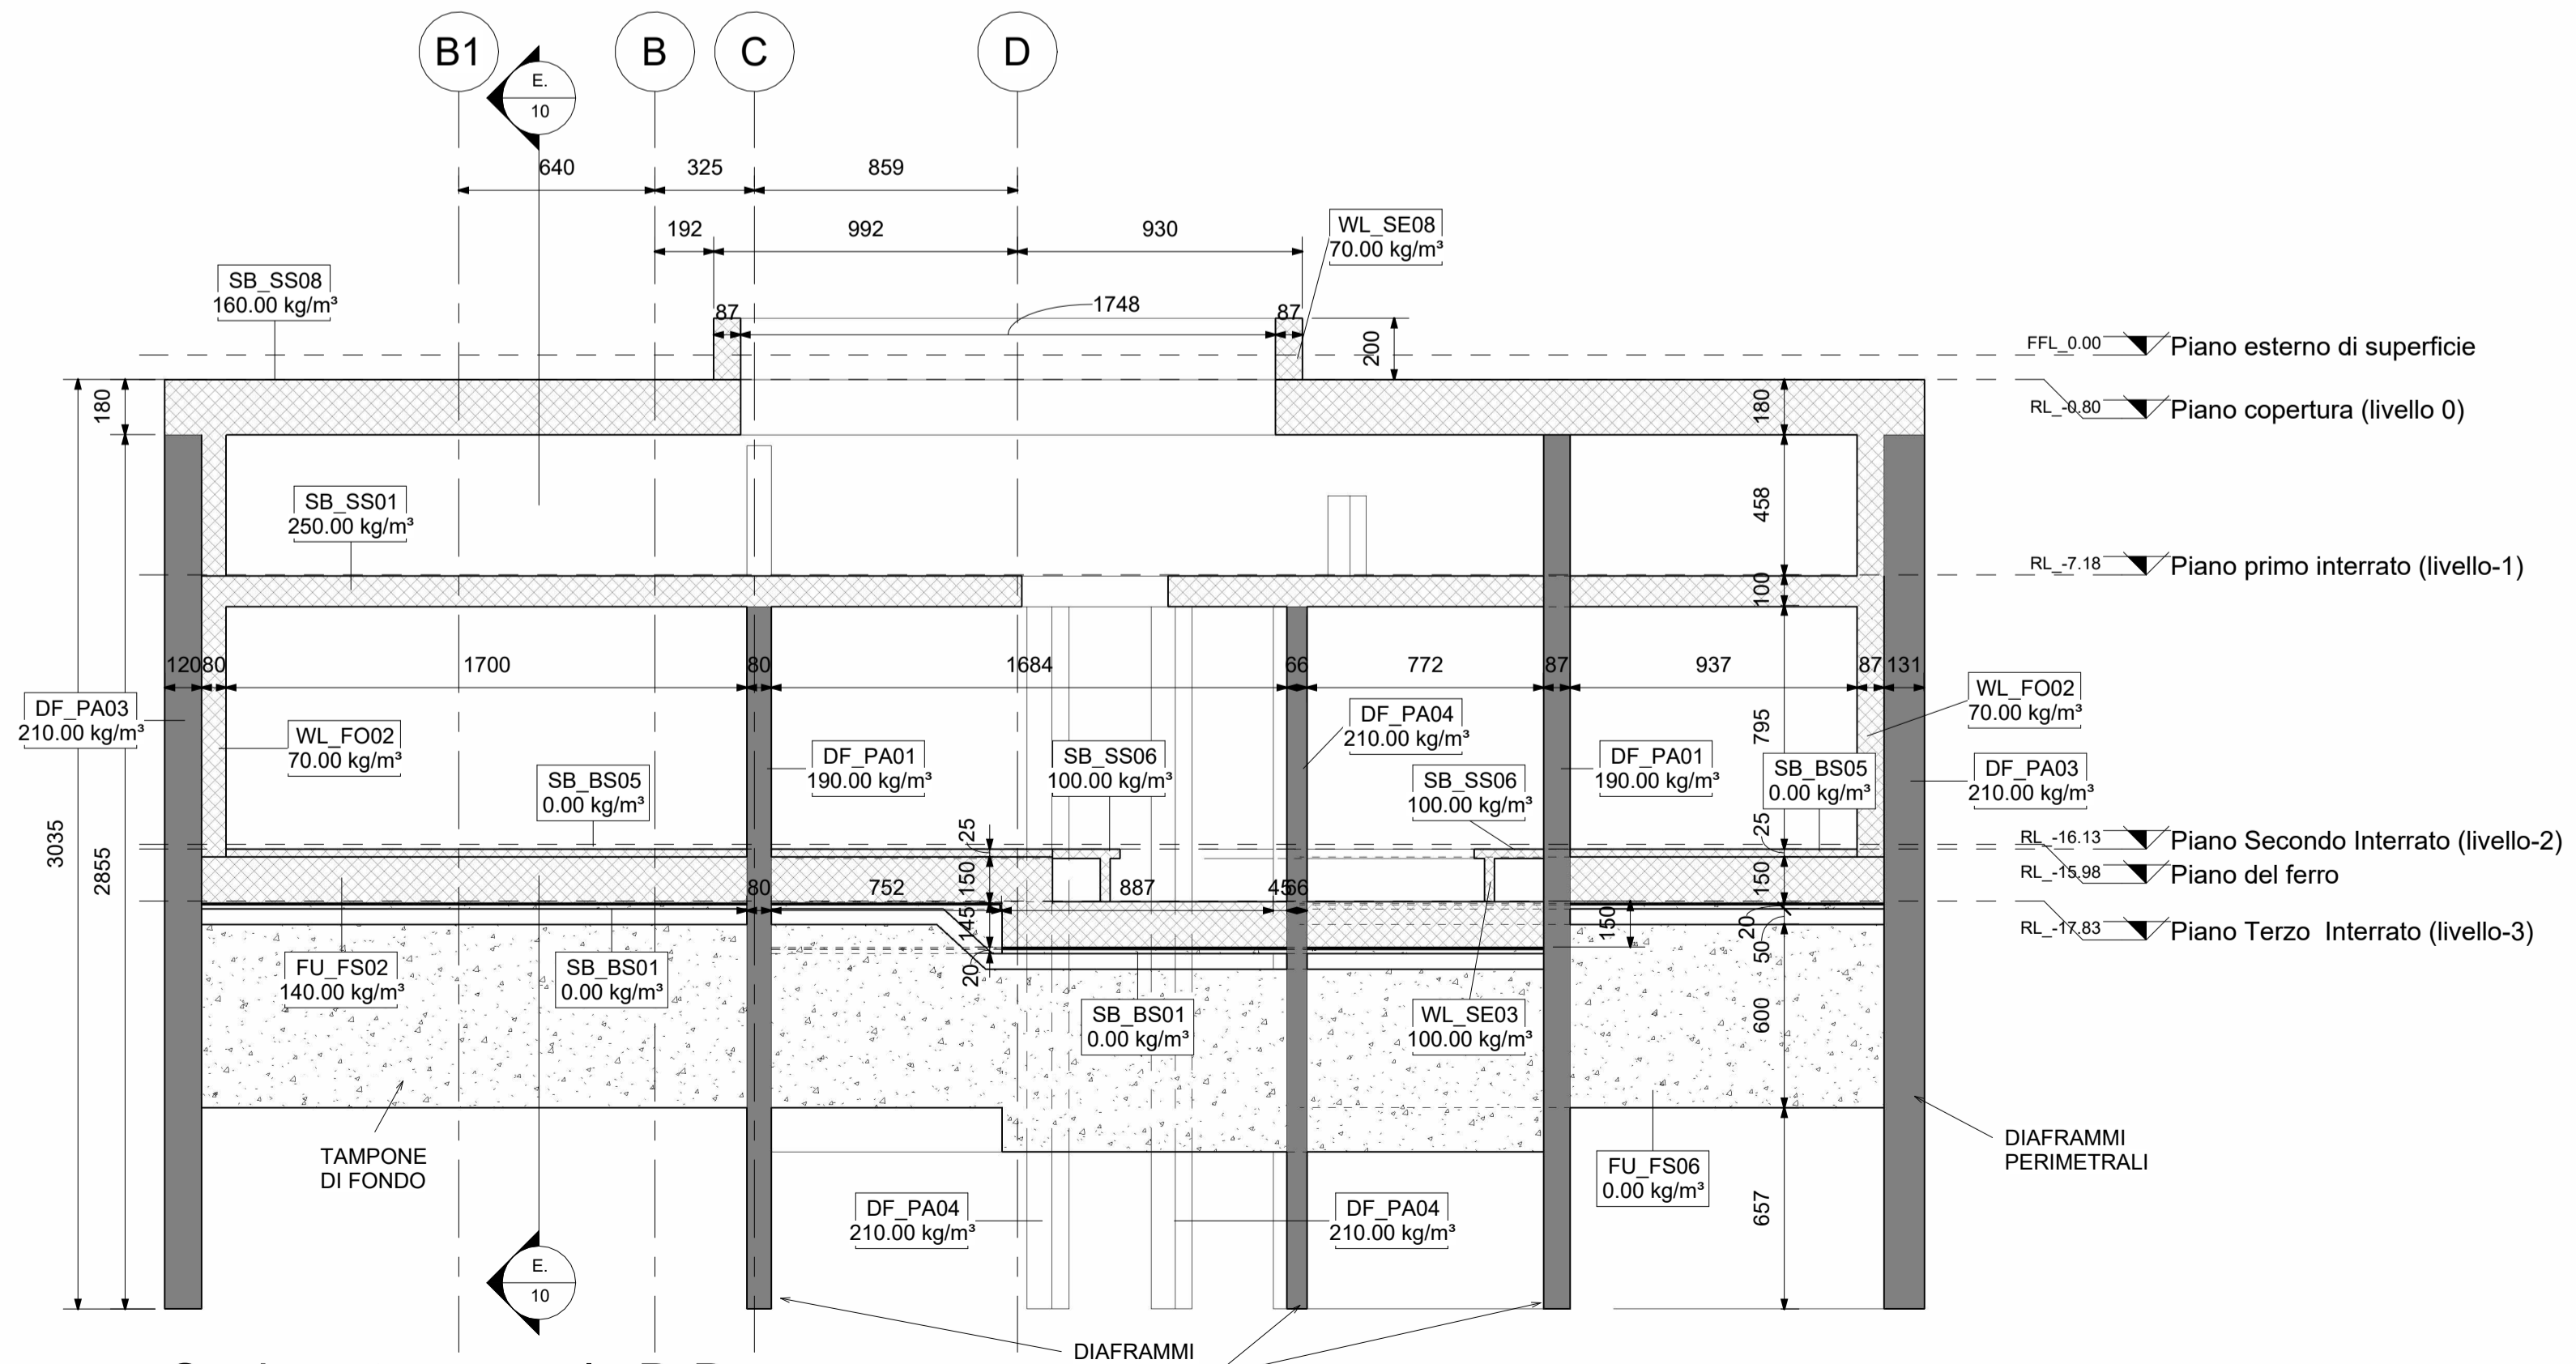 B1
B
C
D
E.
10
640
325
859
192
992
930
WL_SE08
70.00 kg/m³
SB_SS08
160.00 kg/m³
87
1748
87
200
FFL_0.00
Piano esterno di superficie
180
180
RL_-0.80
Piano copertura (livello 0)
SB_SS01
250.00 kg/m³
458
RL_-7.18
Piano primo interrato (livello-1)
100
120
80
1700
80
1684
66
772
87
937
87
131
DF_PA03
210.00 kg/m³
WL_FO02
70.00 kg/m³
SB_BS05
0.00 kg/m³
DF_PA01
190.00 kg/m³
SB_SS06
100.00 kg/m³
DF_PA04
210.00 kg/m³
SB_SS06
100.00 kg/m³
DF_PA01
190.00 kg/m³
795
SB_BS05
0.00 kg/m³
WL_FO02
70.00 kg/m³
DF_PA03
210.00 kg/m³
3035
2855
25
25
RL_-16.13
Piano Secondo Interrato (livello-2)
RL_-15.98
Piano del ferro
150
150
80
752
887
45
66
145
150
20
50
RL_-17.83
Piano Terzo Interrato (livello-3)
FU_FS02
140.00 kg/m³
SB_BS01
0.00 kg/m³
20
SB_BS01
0.00 kg/m³
WL_SE03
100.00 kg/m³
600
TAMPONE
DI FONDO
DIAFRAMMI
PERIMETRALI
FU_FS06
0.00 kg/m³
DF_PA04
210.00 kg/m³
DF_PA04
210.00 kg/m³
657
E.
10
DIAFRAMMI